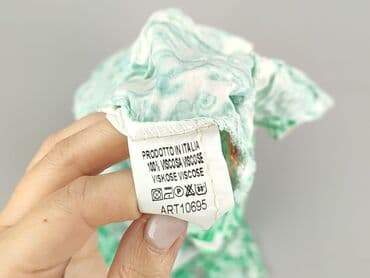 PRODOTTO IN ITALIA
100% VISCOSA VISCOSE
VISKOSE VISCOSE
ART10695